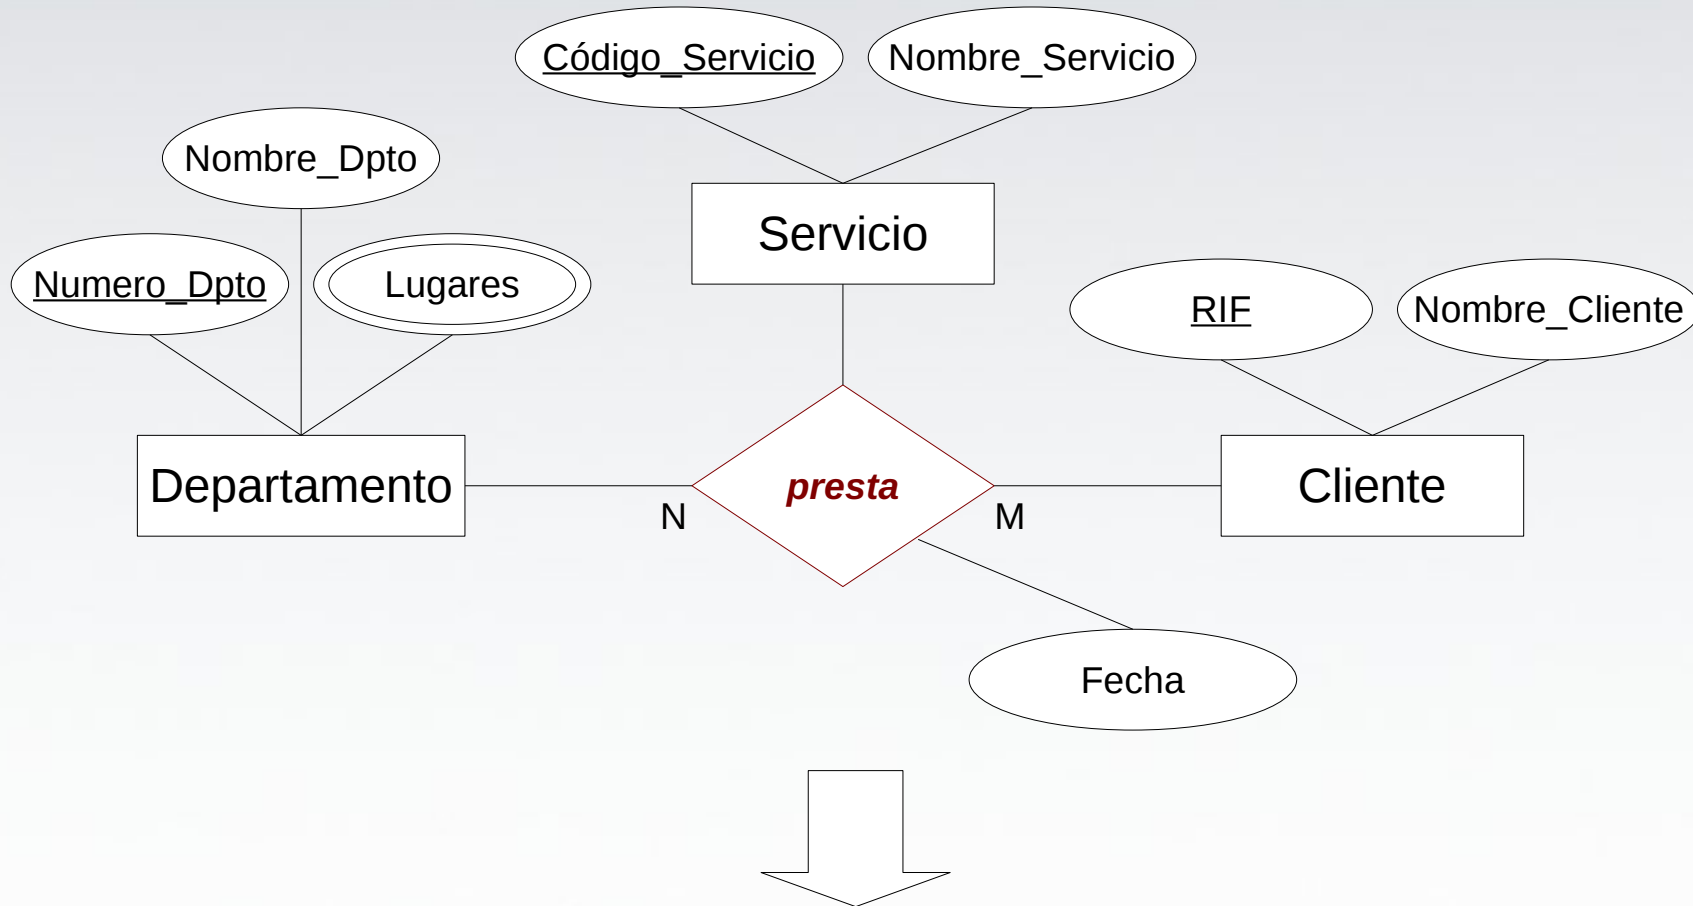 Código_Servicio
Nombre_Servicio
Nombre_Dpto
Servicio
Numero_Dpto
Lugares
RIF
Nombre_Cliente
Departamento
presta
Cliente
N
M
Fecha